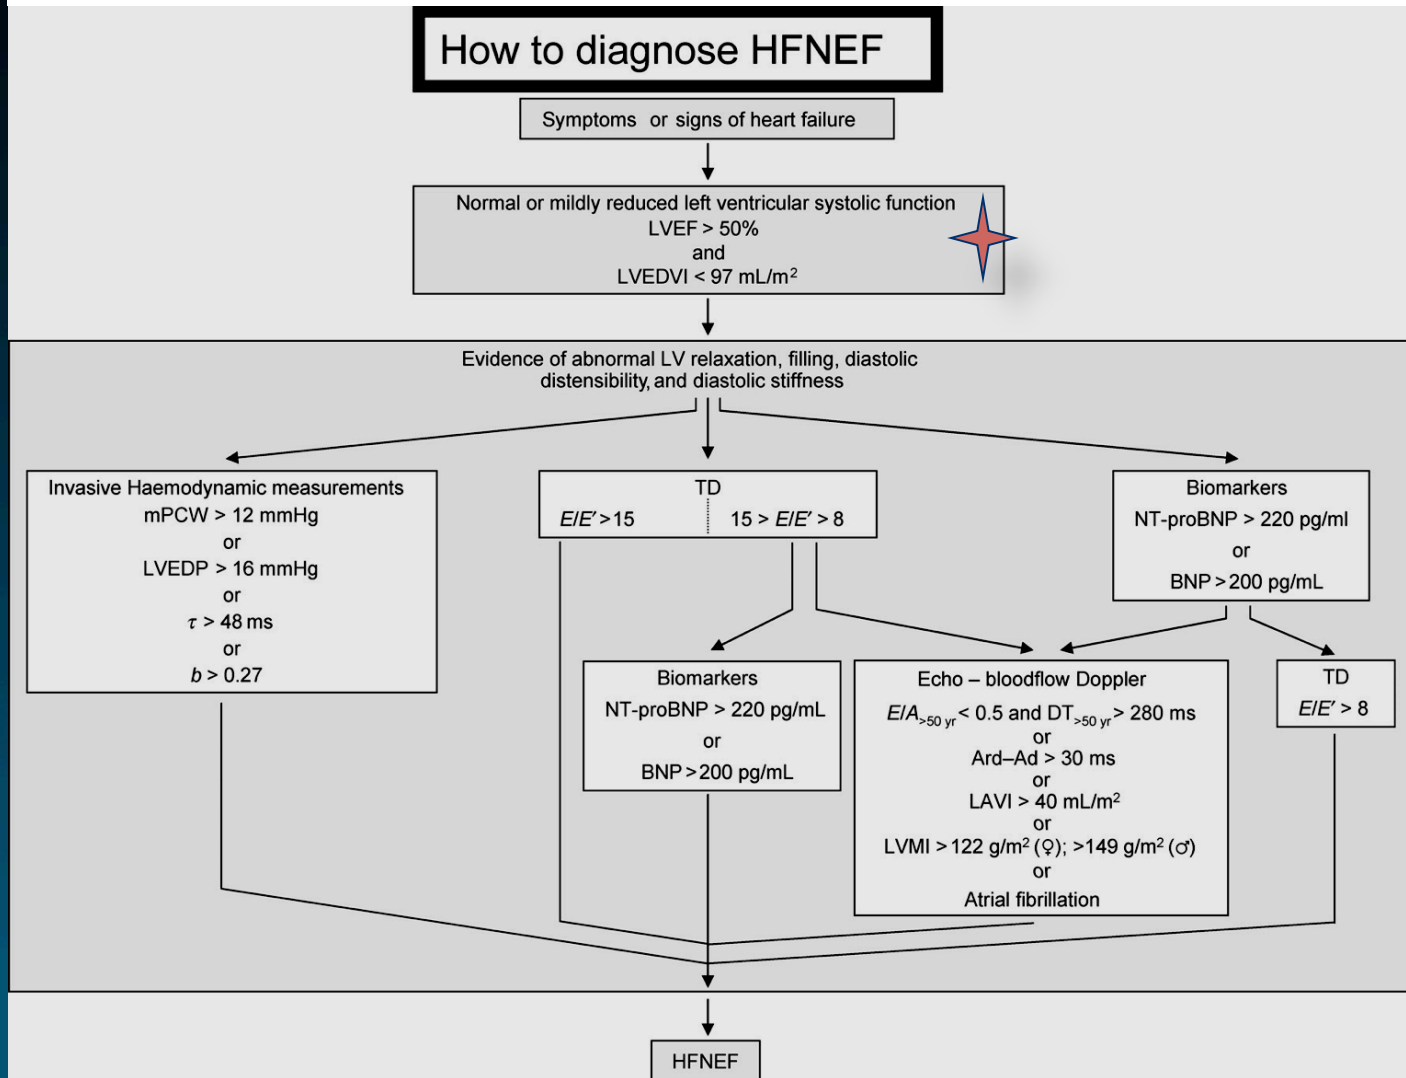 How to diagnose HFNEF
Symptoms or signs of heart failure
Normal or mildly reduced left ventricular systolic function
LVEF > 50%
and
LVEDVI < 97 mL/m²
Evidence of abnormal LV relaxation, filling, diastolic
distensibility, and diastolic stiffness
Invasive Haemodynamic measurements
mPCW > 12 mmHg
or
LVEDP > 16 mmHg
or
τ > 48 ms
or
b > 0.27
TD
E/E′ >15
15 > E/E′ > 8
Biomarkers
NT-proBNP > 220 pg/ml
or
BNP > 200 pg/mL
Biomarkers
NT-proBNP > 220 pg/mL
or
BNP > 200 pg/mL
Echo – bloodflow Doppler
E/A>50 yr < 0.5 and DT>50 yr > 280 ms
or
Ard–Ad > 30 ms
or
LAVI > 40 mL/m²
or
LVMI > 122 g/m² (♀); >149 g/m² (♂)
or
Atrial fibrillation
TD
E/E′ > 8
HFNEF